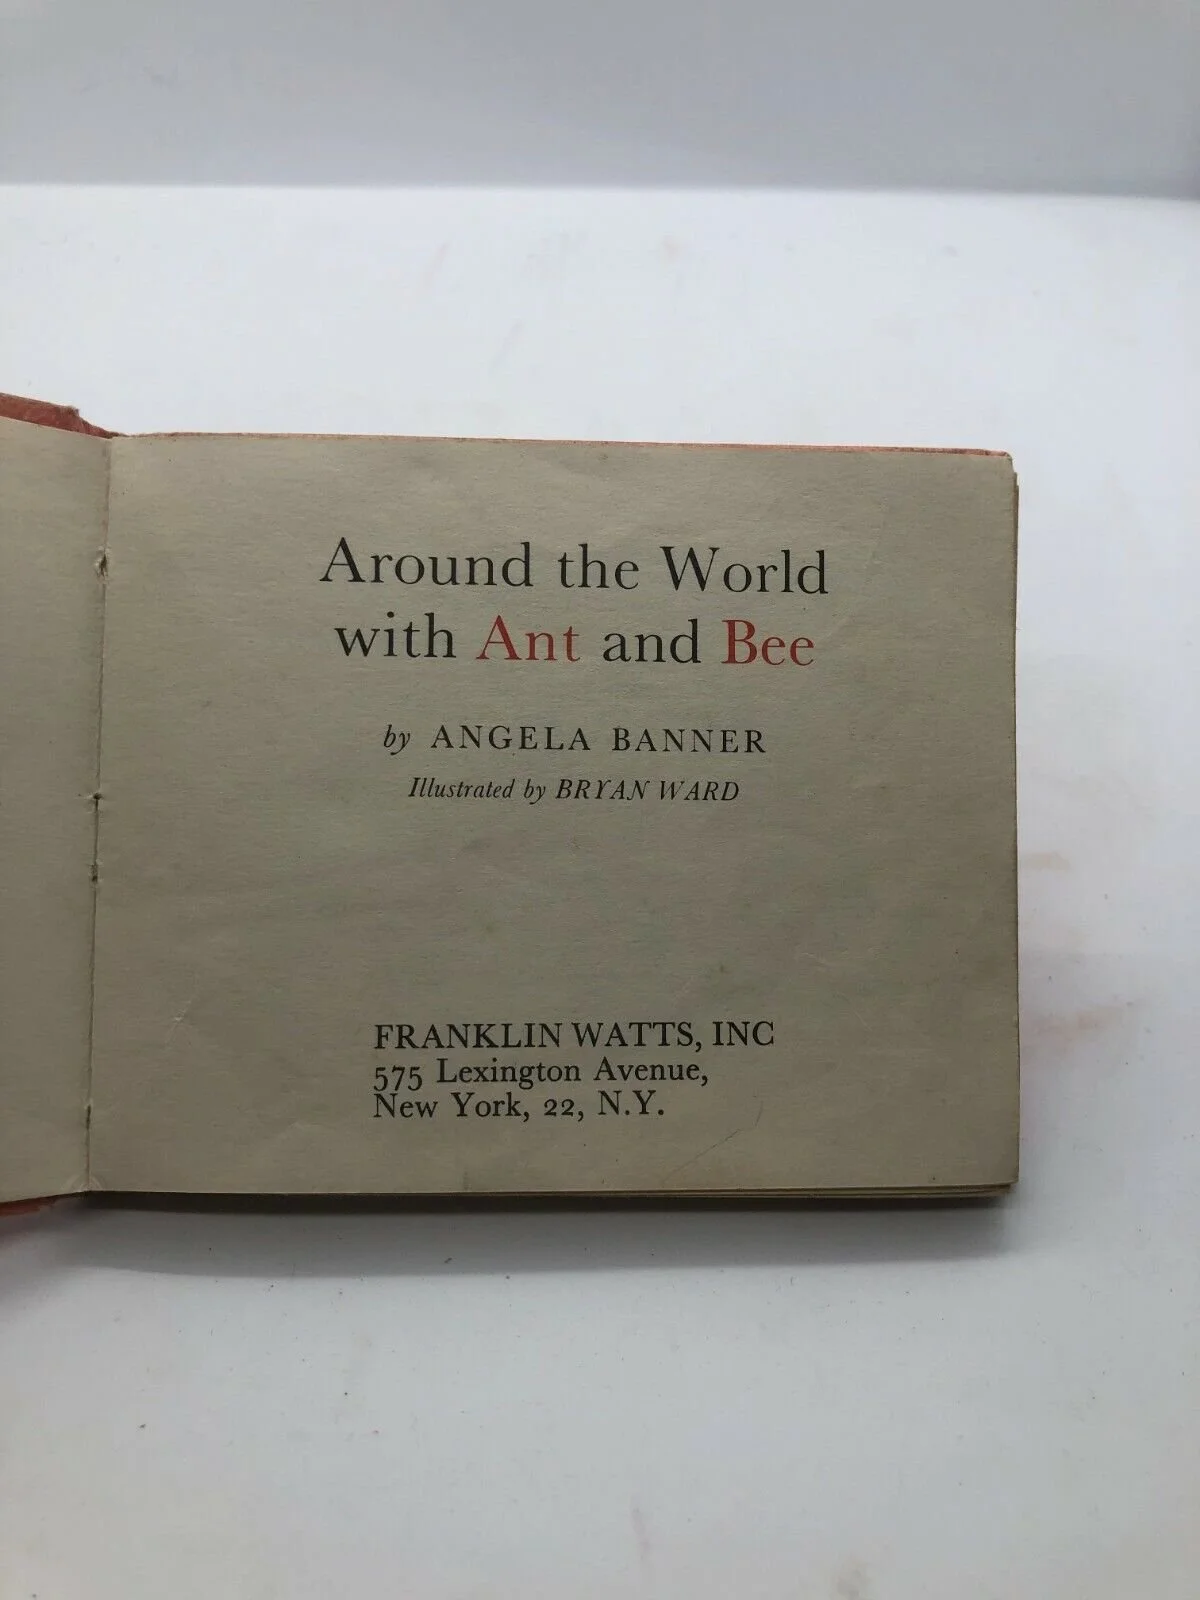 Around the World
with Ant and Bee
by ANGELA BANNER
Illustrated by BRYAN WARD
FRANKLIN WATTS, INC
575 Lexington Avenue,
New York, 22, N.Y.